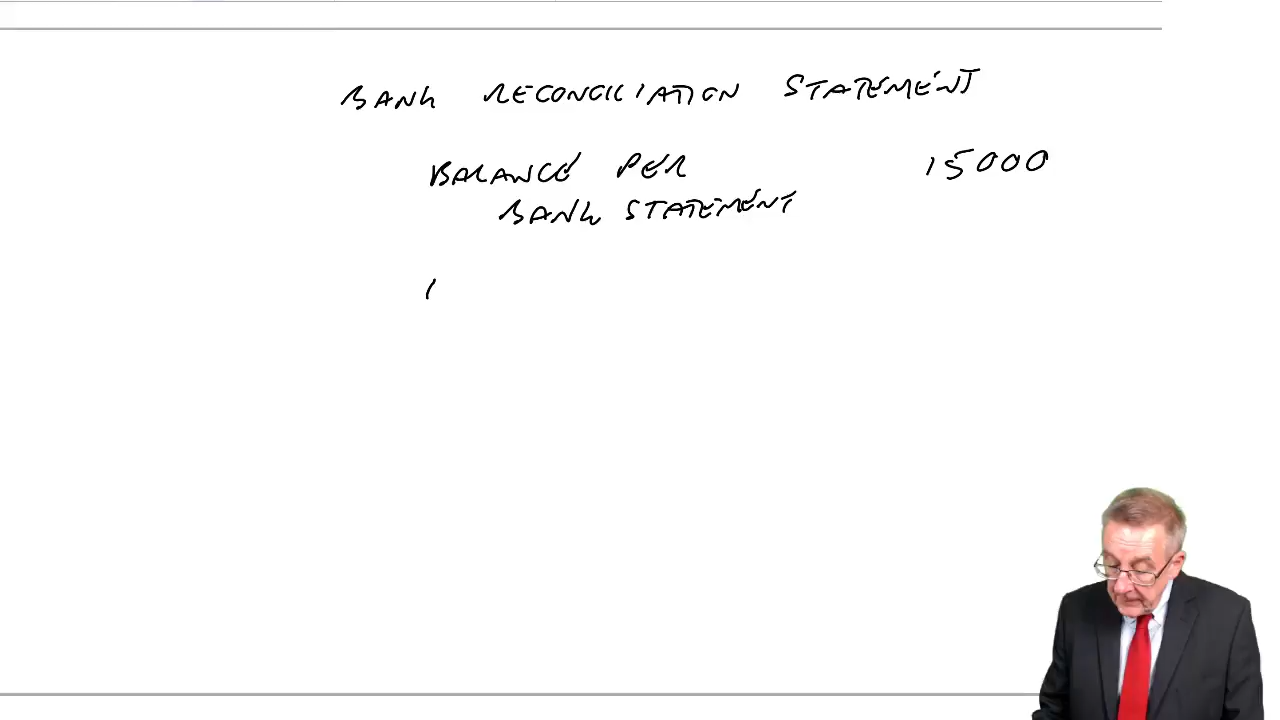 BANK RECONCILIATION STATEMENT
BALANCE PER 15000
BANK STATEMENT